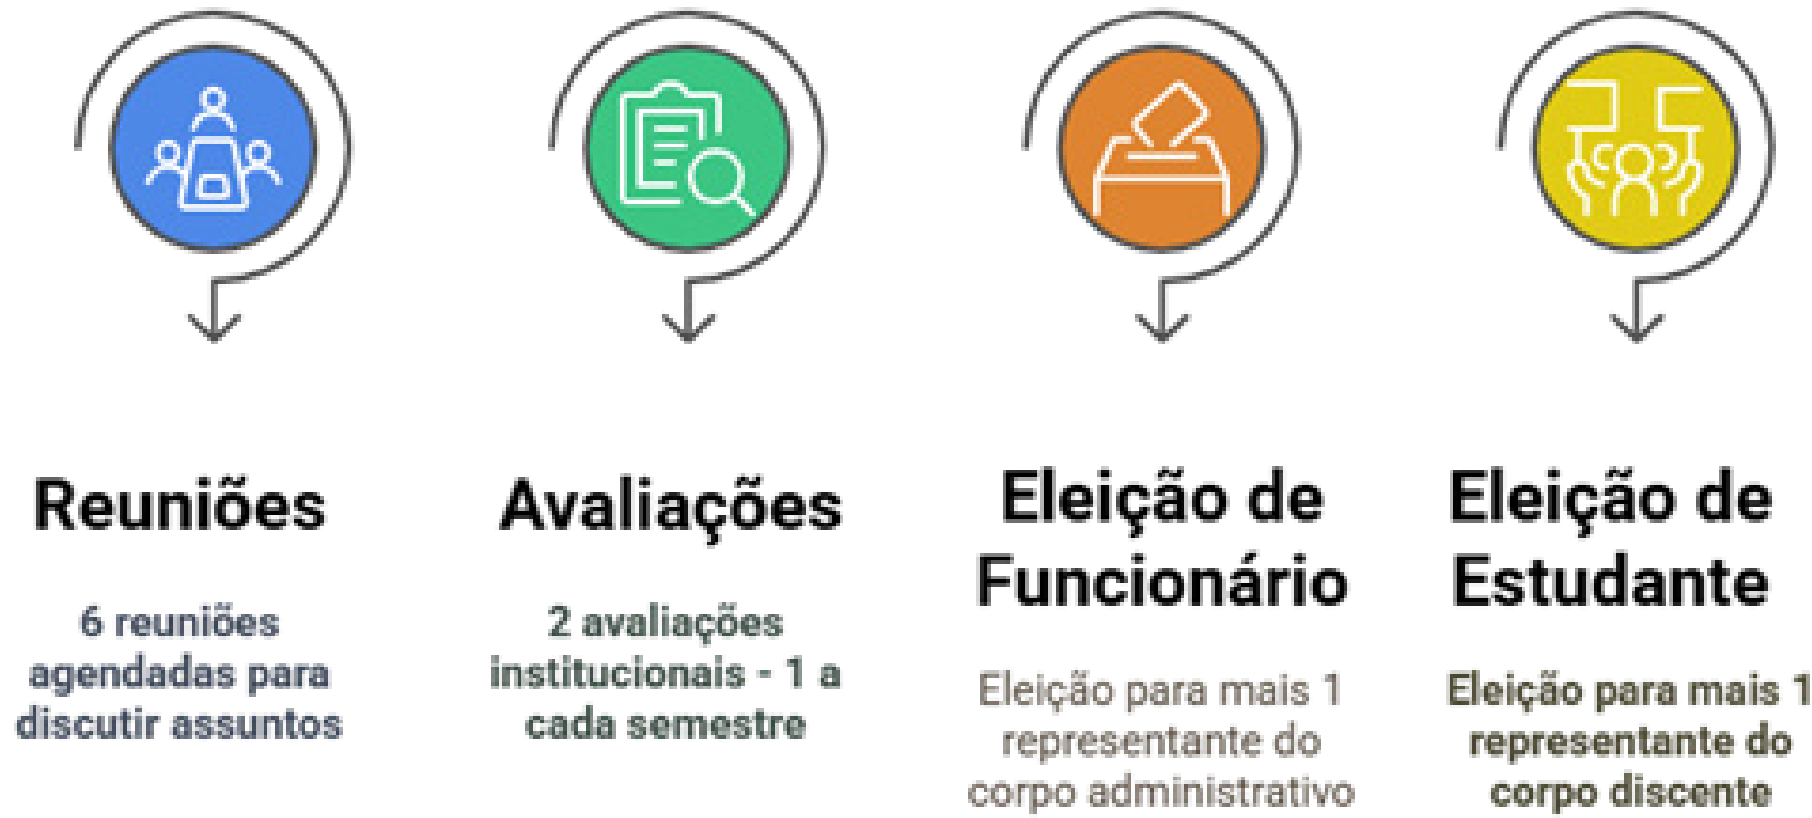 Reuniões
6 reuniões
agendadas para
discutir assuntos
Avaliações
2 avaliações
institucionais - 1 a
cada semestre
Eleição de
Funcionário
Eleição para mais 1
representante do
corpo administrativo
Eleição de
Estudante
Eleição para mais 1
representante do
corpo discente